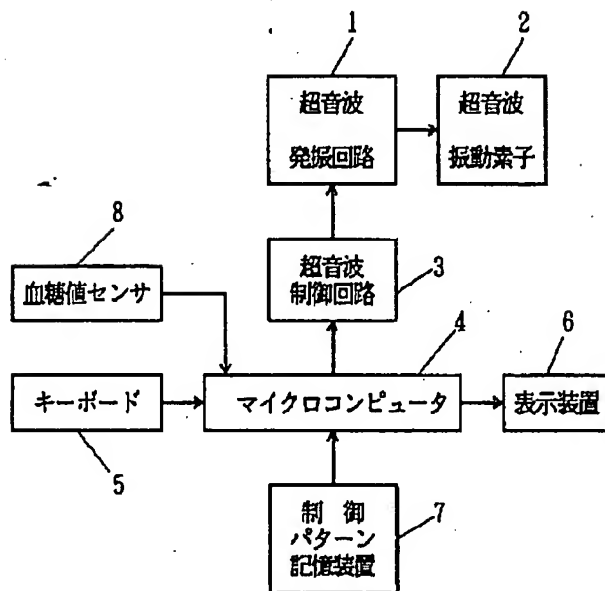 1
2
超音波
発振回路
超音波
振動素子
8
血糖値センサ
超音波
制御回路
3
4
6
キーボード
マイクロコンピュータ
表示装置
5
制 御
パターン
記憶装置
7